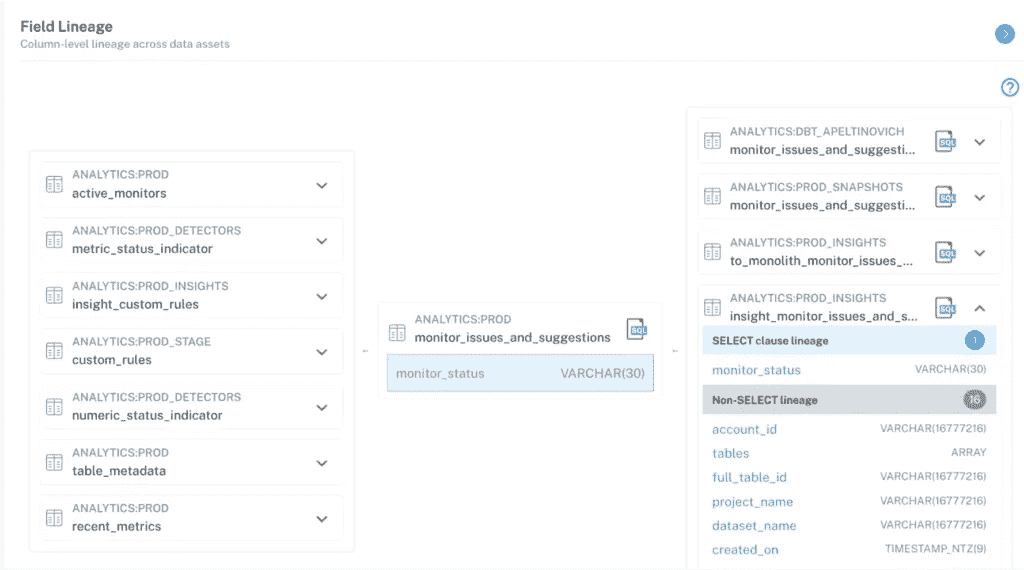 Field Lineage
Column-level lineage across data assets
?
ANALYTICS:PROD
active_monitors
ANALYTICS:PROD_DETECTORS
metric_status_indicator
ANALYTICS:PROD_INSIGHTS
insight_custom_rules
ANALYTICS:PROD_STAGE
custom_rules
ANALYTICS:PROD_DETECTORS
numeric_status_indicator
ANALYTICS:PROD
table_metadata
ANALYTICS:PROD
recent_metrics
ANALYTICS:PROD
monitor_issues_and_suggestions
SQL
monitor_status VARCHAR(30)
ANALYTICS:DBT_APELTINOVICH
monitor_issues_and_suggesti...
SQL
ANALYTICS:PROD_SNAPSHOTS
monitor_issues_and_suggesti...
SQL
ANALYTICS:PROD_INSIGHTS
to_monolith_monitor_issues_...
SQL
ANALYTICS:PROD_INSIGHTS
insight_monitor_issues_and_s...
SQL
SELECT clause lineage 1
monitor_status VARCHAR(30)
Non-SELECT lineage 16
account_id VARCHAR(16777216)
tables ARRAY
full_table_id VARCHAR(16777216)
project_name VARCHAR(16777216)
dataset_name VARCHAR(16777216)
created_on TIMESTAMP_NTZ(9)